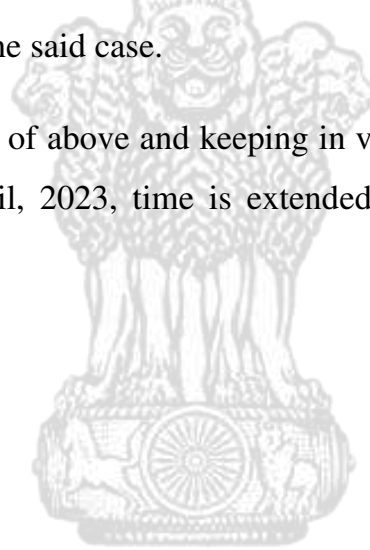 he said case.
of above and keeping in v
il, 2023, time is extended